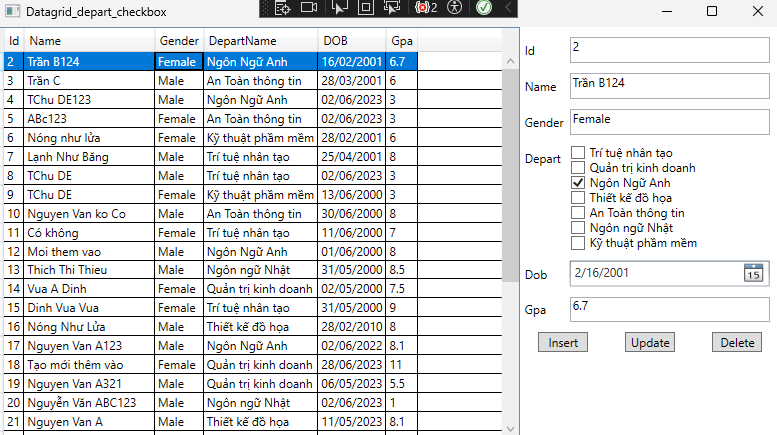 Datagrid_depart_checkbox
2
Id Name Gender DepartName DOB Gpa
2 Trần B124 Female Ngôn Ngữ Anh 16/02/2001 6.7
3 Trần C Male An Toàn thông tin 28/03/2001 6
4 TChu DE123 Male Ngôn Ngữ Anh 02/06/2023 3
5 ABc123 Female An Toàn thông tin 02/06/2023 3
6 Nóng như lửa Female Kỹ thuật phầm mềm 28/02/2001 6
7 Lạnh Như Băng Male Trí tuệ nhân tạo 25/04/2001 8
8 TChu DE Male Trí tuệ nhân tạo 02/06/2023 3
9 TChu DE Female Kỹ thuật phầm mềm 13/06/2000 3
10 Nguyen Van ko Co Male An Toàn thông tin 30/06/2000 8
11 Có không Female Trí tuệ nhân tạo 11/06/2000 7
12 Moi them vao Male Ngôn Ngữ Anh 01/06/2000 8
13 Thich Thi Thieu Male Ngôn ngữ Nhật 31/05/2000 8.5
14 Vua A Dinh Female Quản trị kinh doanh 02/05/2000 7.5
15 Dinh Vua Vua Female Trí tuệ nhân tạo 31/05/2000 9
16 Nóng Như Lửa Male Thiết kế đồ họa 28/02/2010 8
17 Nguyen Van A123 Male Ngôn Ngữ Anh 02/06/2022 8.1
18 Tạo mới thêm vào Female Quản trị kinh doanh 28/06/2023 11
19 Nguyen Van A321 Male Quản trị kinh doanh 06/05/2023 5.5
20 Nguyễn Văn ABC123 Male Ngôn ngữ Nhật 02/06/2023 1
21 Nguyen Van A Male Thiết kế đồ họa 11/05/2023 8.1
Id 2
Name Trần B124
Gender Female
Depart Trí tuệ nhân tạo
Quản trị kinh doanh
Ngôn Ngữ Anh
Thiết kế đồ họa
An Toàn thông tin
Ngôn ngữ Nhật
Kỹ thuật phầm mềm
Dob 2/16/2001 15
Gpa 6.7
Insert Update Delete